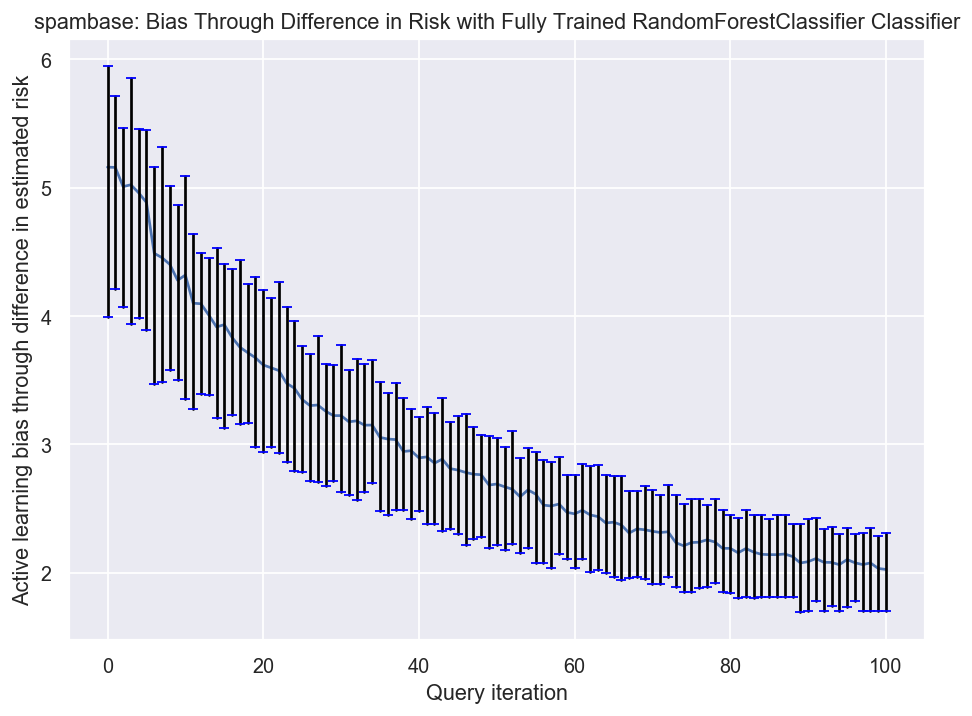 spambase: Bias Through Difference in Risk with Fully Trained RandomForestClassifier Classifier
Active learning bias through difference in estimated risk
6
5
4
3
2
0 20 40 60 80 100
Query iteration